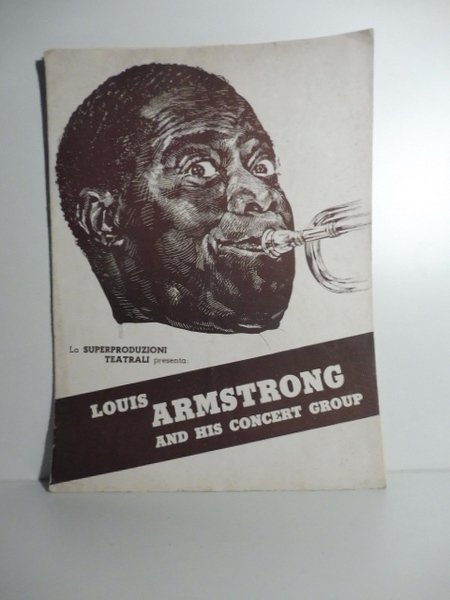 La SUPERPRODUZIONI
TEATRALI presenta:
LOUIS ARMSTRONG
AND HIS CONCERT GROUP